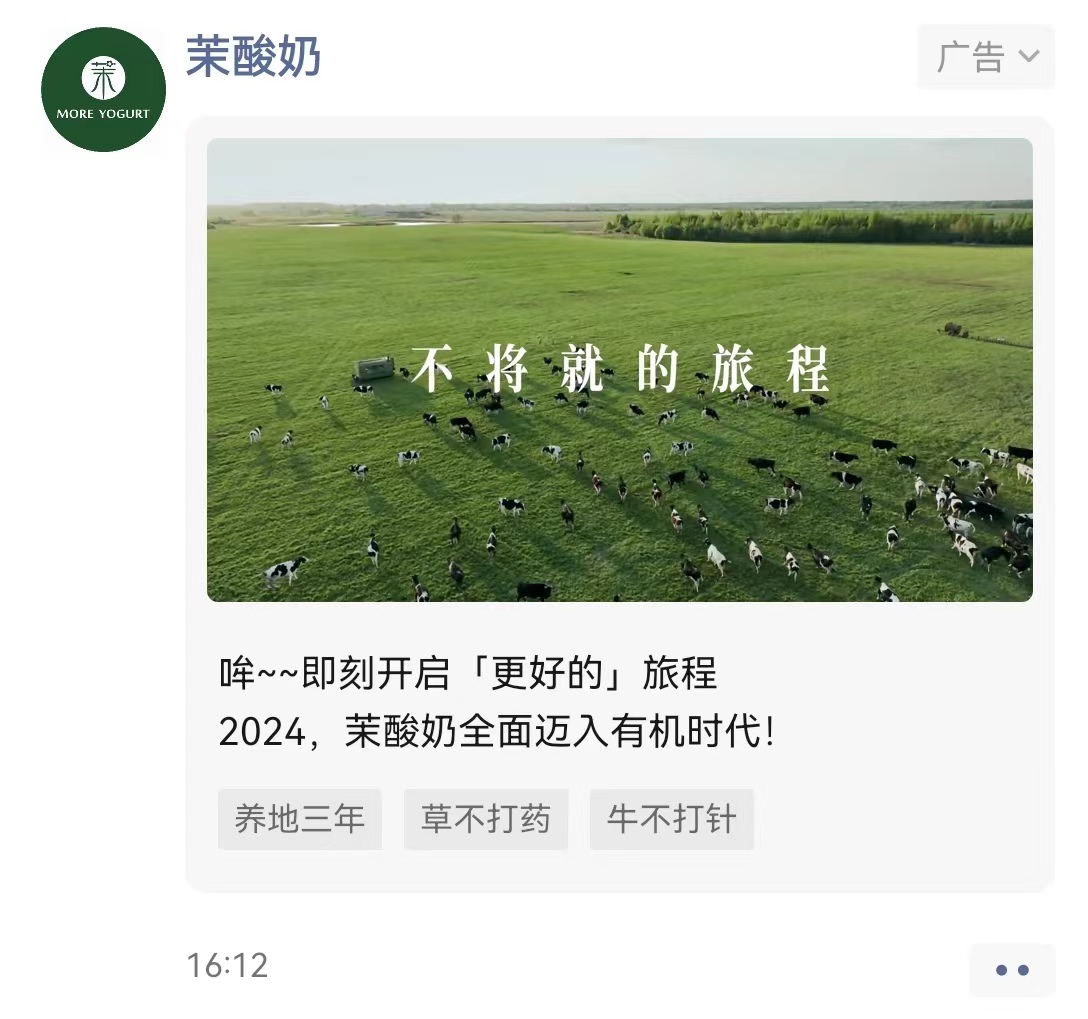 茉酸奶
广告
茉
MORE YOGURT
不将就的旅程
哞~~即刻开启「更好的」旅程
2024，茉酸奶全面迈入有机时代！
养地三年 草不打药 牛不打针
16:12